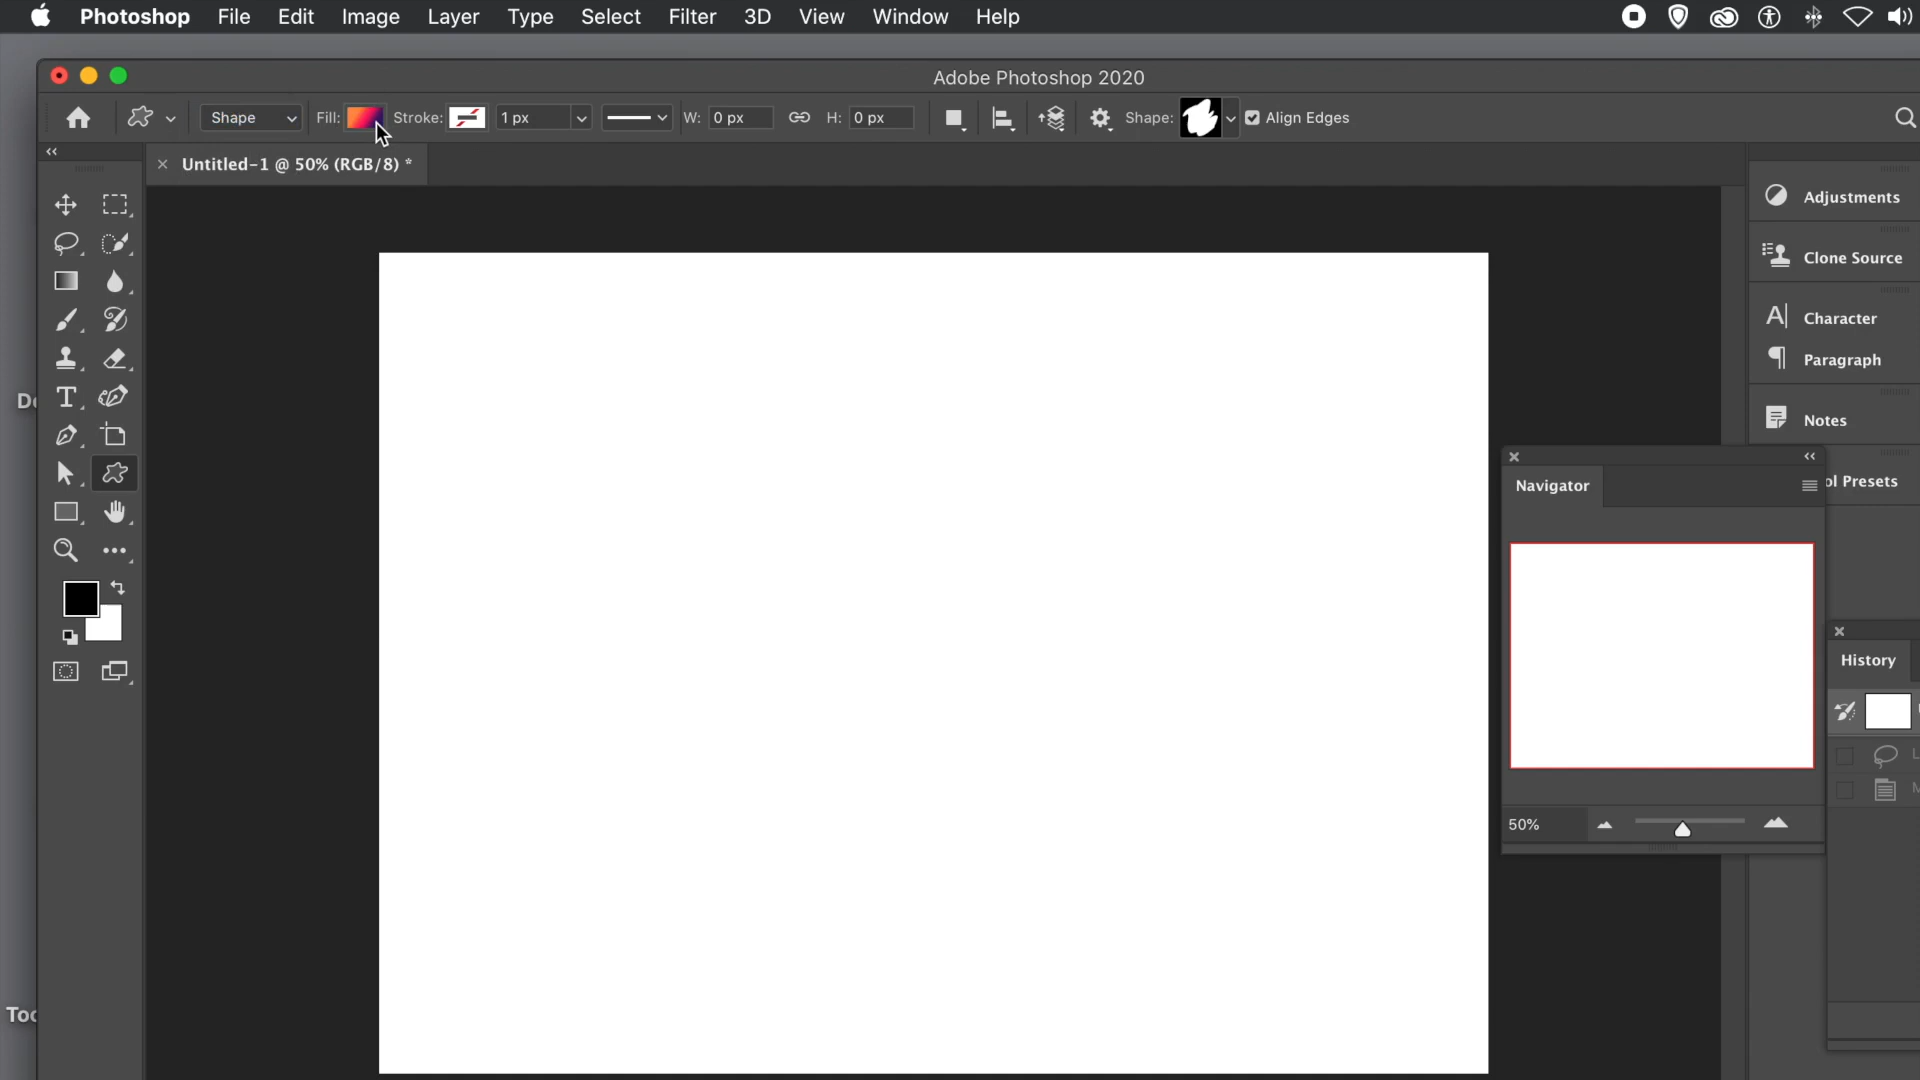 Photoshop File Edit Image Layer Type Select Filter 3D View Window Help
Adobe Photoshop 2020
Shape Fill: Stroke: 1 px W: 0 px H: 0 px Shape: Align Edges
Untitled-1 @ 50% (RGB/8) *
Adjustments
Clone Source
Character
Paragraph
Notes
ol Presets
Navigator
50%
History